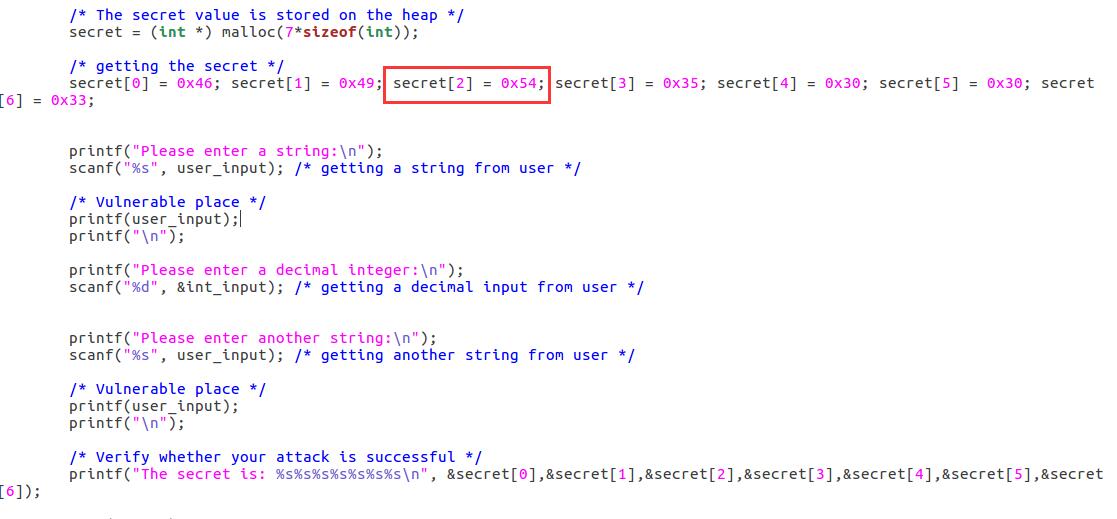 /* The secret value is stored on the heap */
secret = (int *) malloc(7*sizeof(int));
/* getting the secret */
secret[0] = 0x46; secret[1] = 0x49; secret[2] = 0x54; secret[3] = 0x35; secret[4] = 0x30; secret[5] = 0x30; secret
[6] = 0x33;
printf("Please enter a string:\n");
scanf("%s", user_input); /* getting a string from user */
/* Vulnerable place */
printf(user_input);
printf("\n");
printf("Please enter a decimal integer:\n");
scanf("%d", &int_input); /* getting a decimal input from user */
printf("Please enter another string:\n");
scanf("%s", user_input); /* getting another string from user */
/* Vulnerable place */
printf(user_input);
printf("\n");
/* Verify whether your attack is successful */
printf("The secret is: %s%s%s%s%s%s%s\n", &secret[0],&secret[1],&secret[2],&secret[3],&secret[4],&secret[5],&secret
[6]);